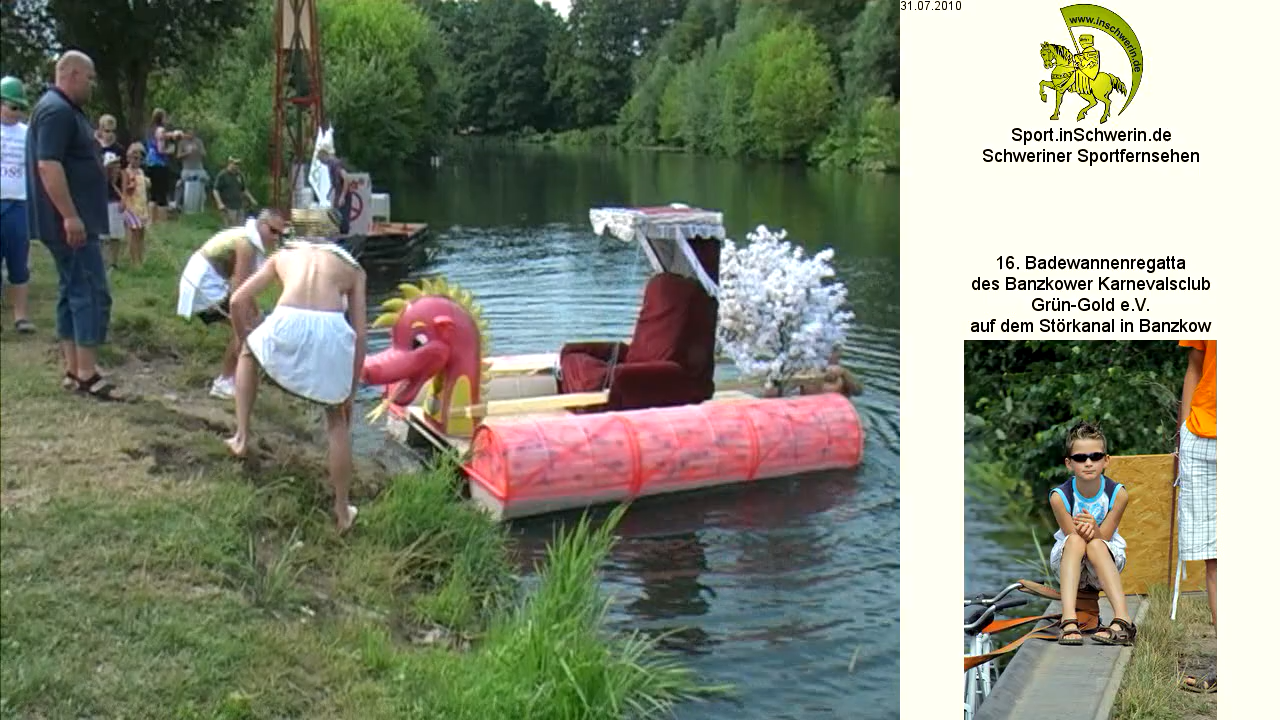 31.07.2010
www.inschwerin.de
Sport.inSchwerin.de
Schweriner Sportfernsehen
16. Badewannenregatta
des Banzkower Karnevalsclub
Grün-Gold e.V.
auf dem Störkanal in Banzkow